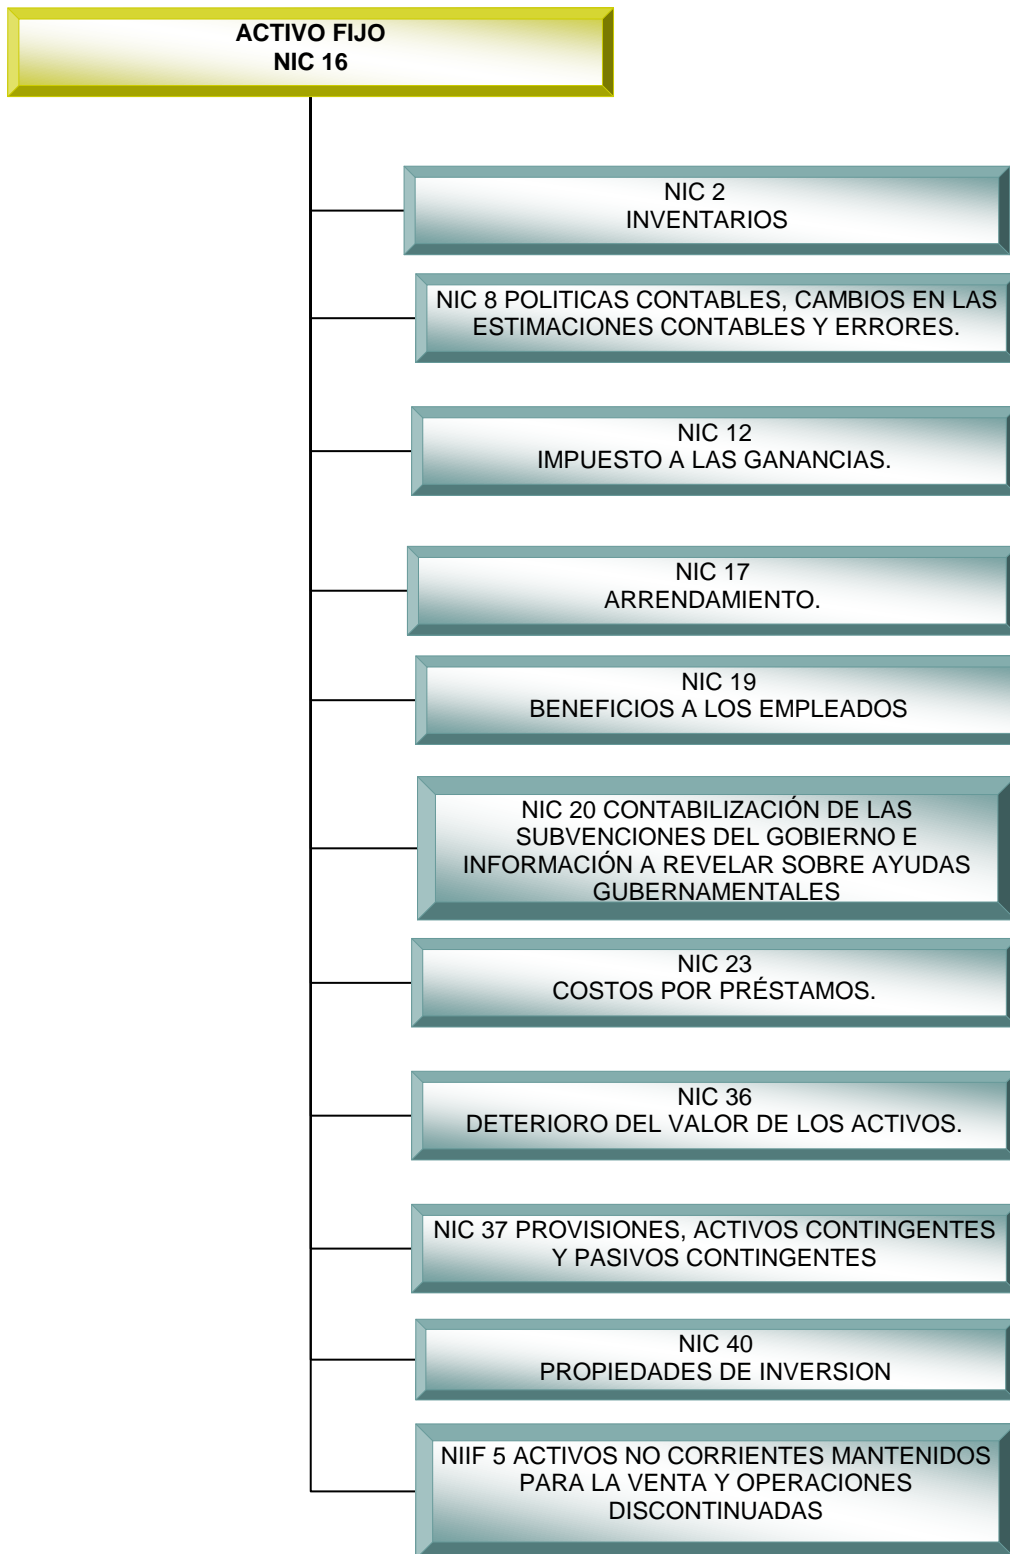 ACTIVO FIJO
NIC 16
NIC 2
INVENTARIOS
NIC 8 POLITICAS CONTABLES, CAMBIOS EN LAS
ESTIMACIONES CONTABLES Y ERRORES.
NIC 12
IMPUESTO A LAS GANANCIAS.
NIC 17
ARRENDAMIENTO.
NIC 19
BENEFICIOS A LOS EMPLEADOS
NIC 20 CONTABILIZACIÓN DE LAS
SUBVENCIONES DEL GOBIERNO E
INFORMACIÓN A REVELAR SOBRE AYUDAS
GUBERNAMENTALES
NIC 23
COSTOS POR PRÉSTAMOS.
NIC 36
DETERIORO DEL VALOR DE LOS ACTIVOS.
NIC 37 PROVISIONES, ACTIVOS CONTINGENTES
Y PASIVOS CONTINGENTES
NIC 40
PROPIEDADES DE INVERSION
NIIF 5 ACTIVOS NO CORRIENTES MANTENIDOS
PARA LA VENTA Y OPERACIONES
DISCONTINUADAS